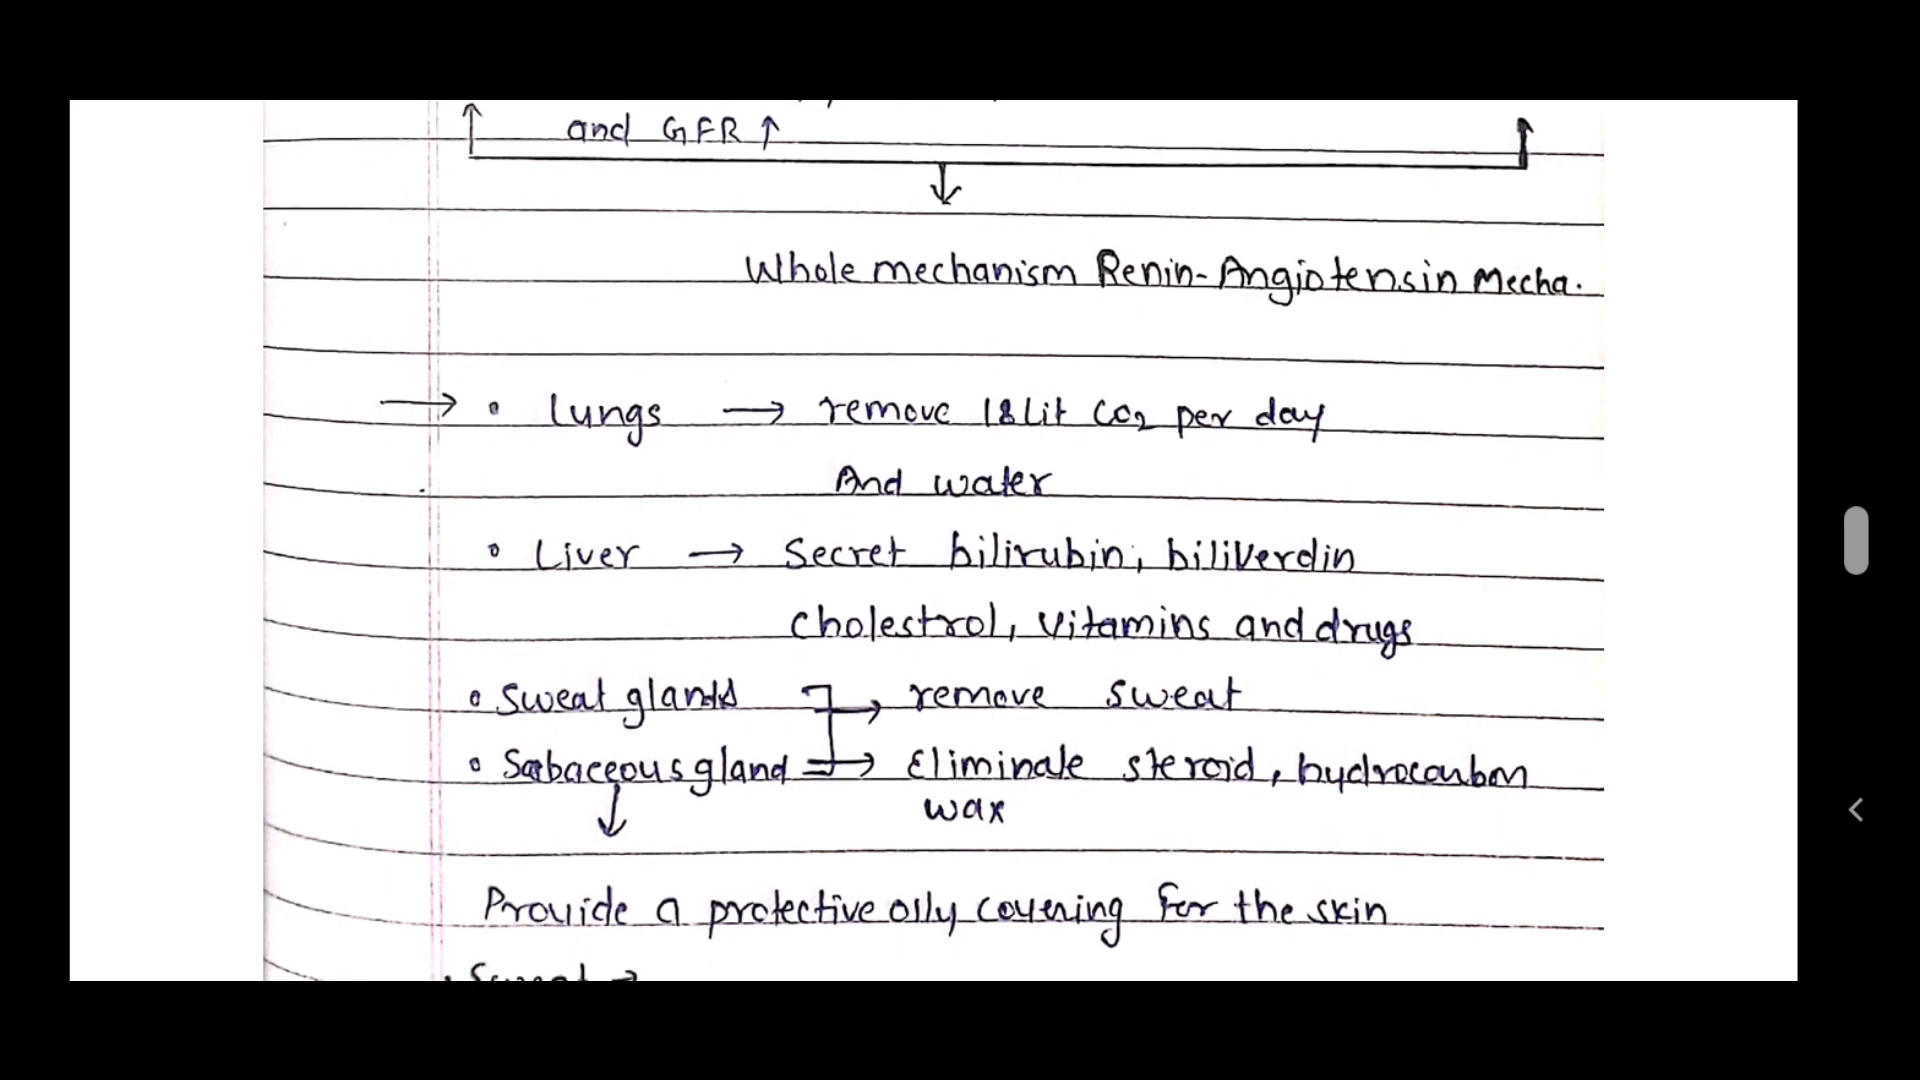 and GFR ↑
↓
Whole mechanism Renin-Angiotensin Mecha.
→ • lungs → remove 18Lit CO2 per day
And water
• Liver → Secret bilirubin, biliverdin
cholestrol, vitamins and drugs
• Sweat glands → remove sweat
• Sabaceous gland → Eliminate steroid, hydrocarbon
wax
↓
Provide a protective oily covering for the skin